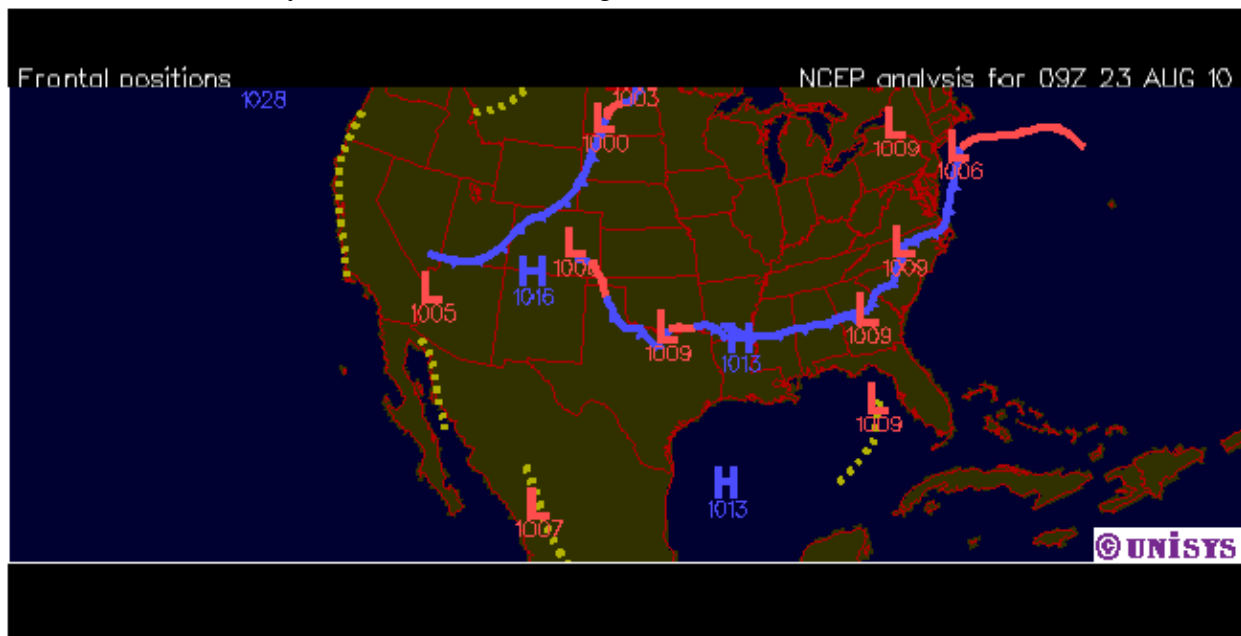 Frontal positions
NCEP analysis for 09Z 23 AUG 10
1028
1003
L
1000
L
1009
L
1006
L
L
1009
H
1016
L
1005
L
1009
H
1013
L
1009
L
1009
H
1013
L
1007
© UNISYS